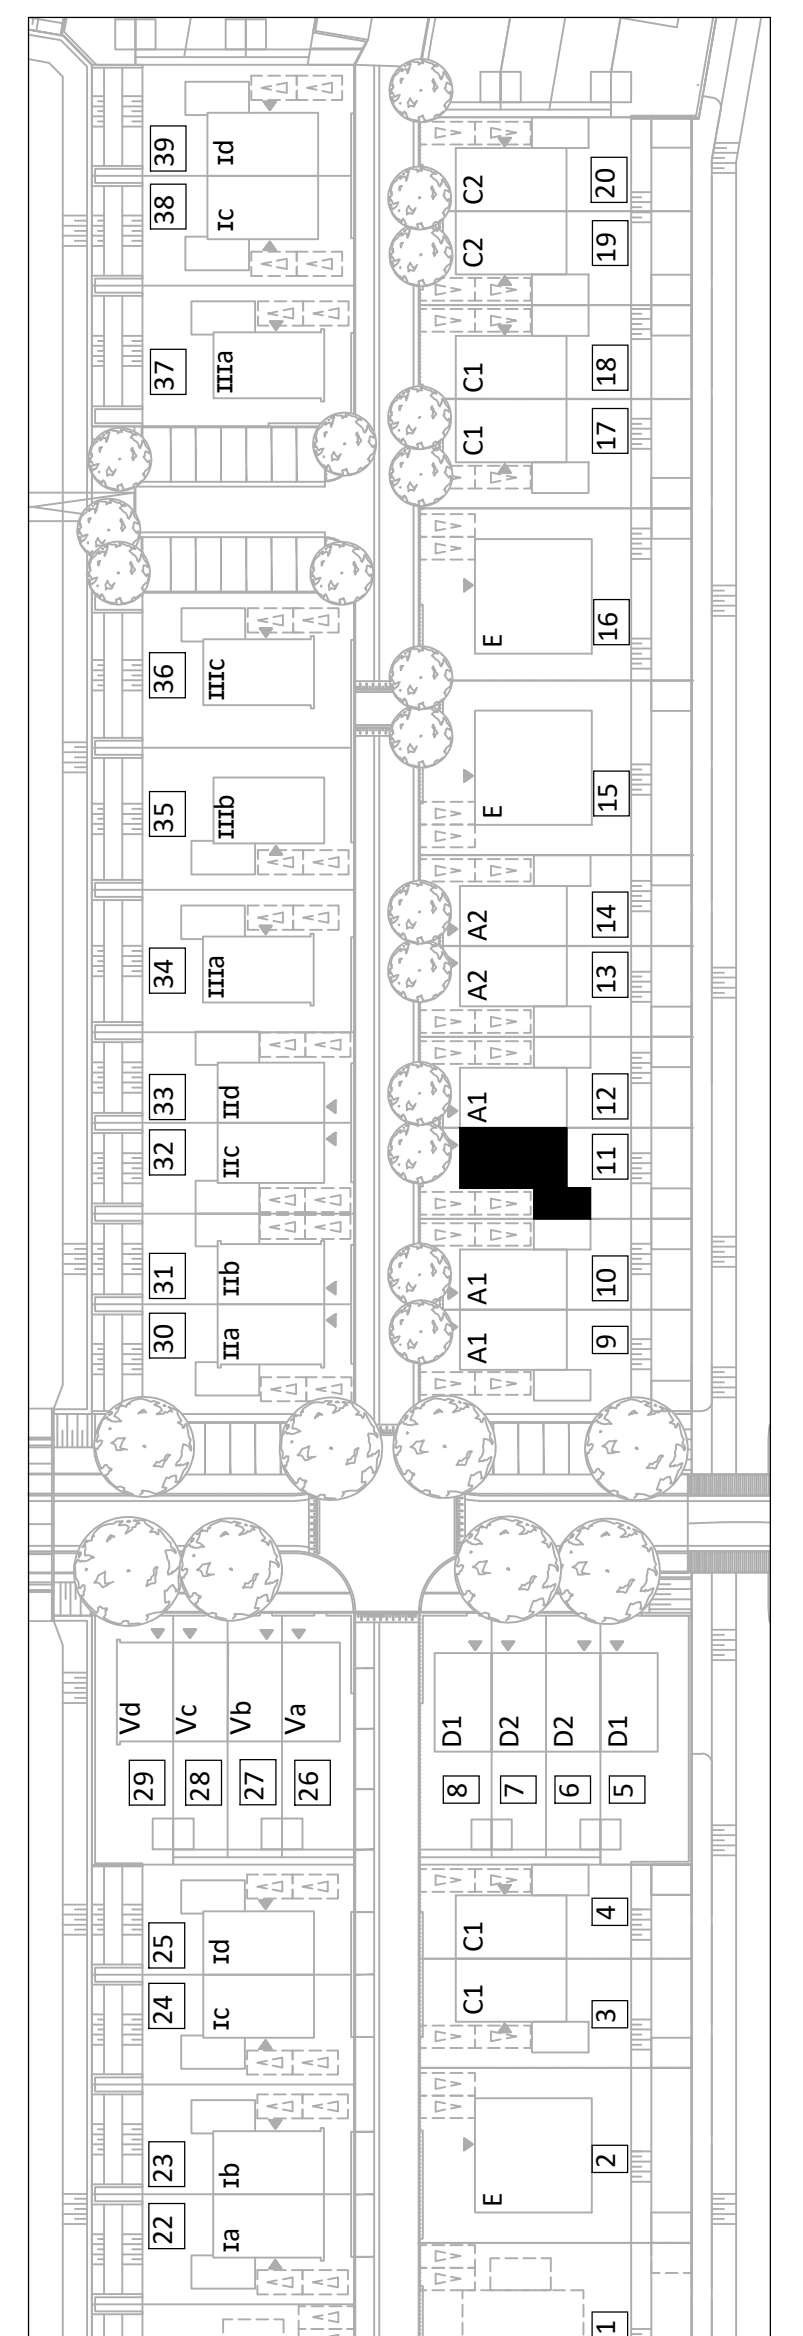 39 Id
38 Ic
37 IIIa
36 IIIc
35 IIIb
34 IIIa
33 IId
32 IIc
31 IIb
30 IIa
29 Vd
28 Vc
27 Vb
26 Va
25 Id
24 Ic
23 Ib
22 Ia
C2 20
C2 19
C1 18
C1 17
E 16
E 15
A2 14
A2 13
A1 12
11
A1 10
A1 9
D1 8
D2 7
D2 6
D1 5
C1 4
C1 3
E 2
1